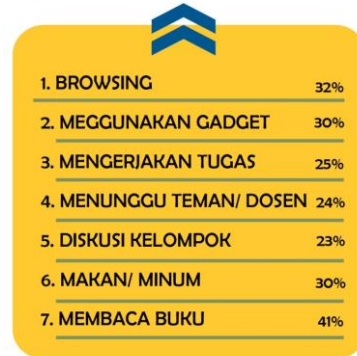 1. BROWSING 32%
2. MEGGUNAKAN GADGET 30%
3. MENGERJAKAN TUGAS 25%
4. MENUNGGU TEMAN/ DOSEN 24%
5. DISKUSI KELOMPOK 23%
6. MAKAN/ MINUM 30%
7. MEMBACA BUKU 41%